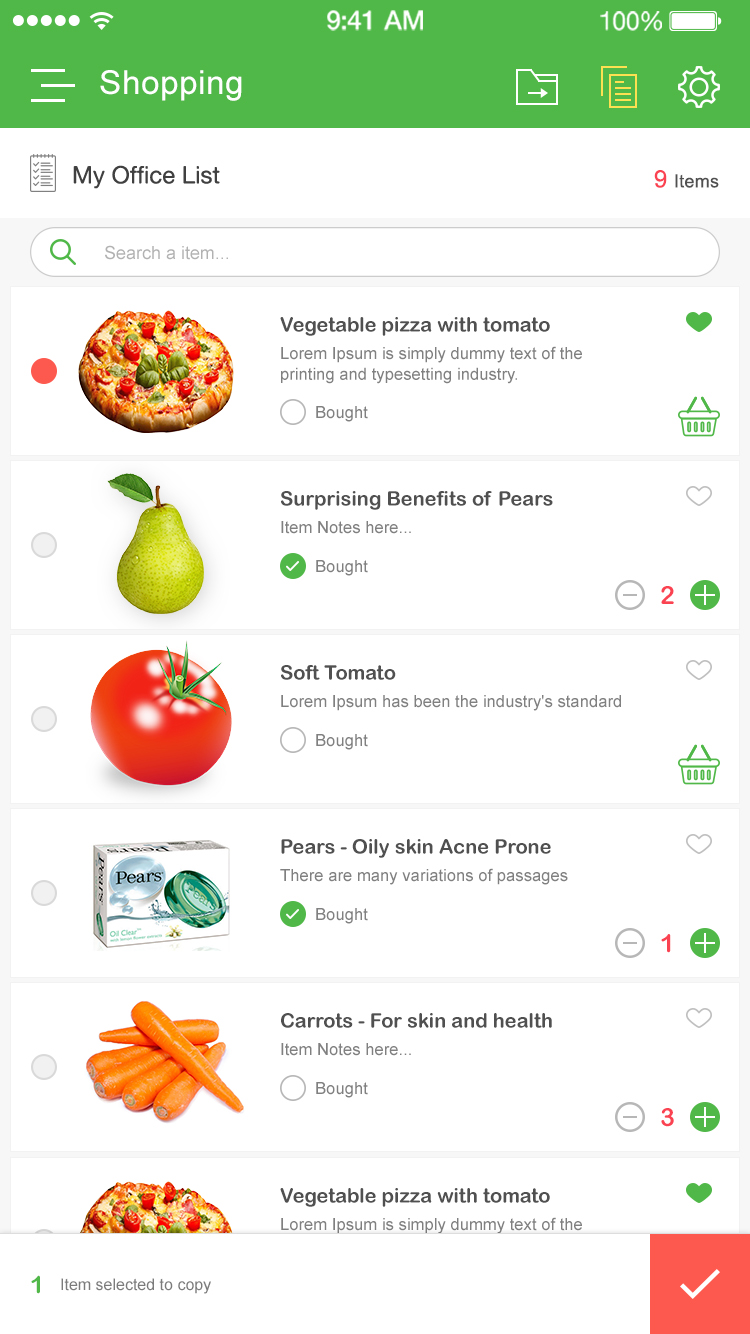 9:41 AM
100%
Shopping
My Office List
9 Items
Search a item...
Vegetable pizza with tomato
Lorem Ipsum is simply dummy text of the
printing and typesetting industry.
Bought
Surprising Benefits of Pears
Item Notes here...
Bought
2
Soft Tomato
Lorem Ipsum has been the industry's standard
Bought
Pears
Pears
Pears
Pears
Oil Clear™
Pears - Oily skin Acne Prone
There are many variations of passages
Bought
1
Carrots - For skin and health
Item Notes here...
Bought
3
Vegetable pizza with tomato
Lorem Ipsum is simply dummy text of the
1 Item selected to copy